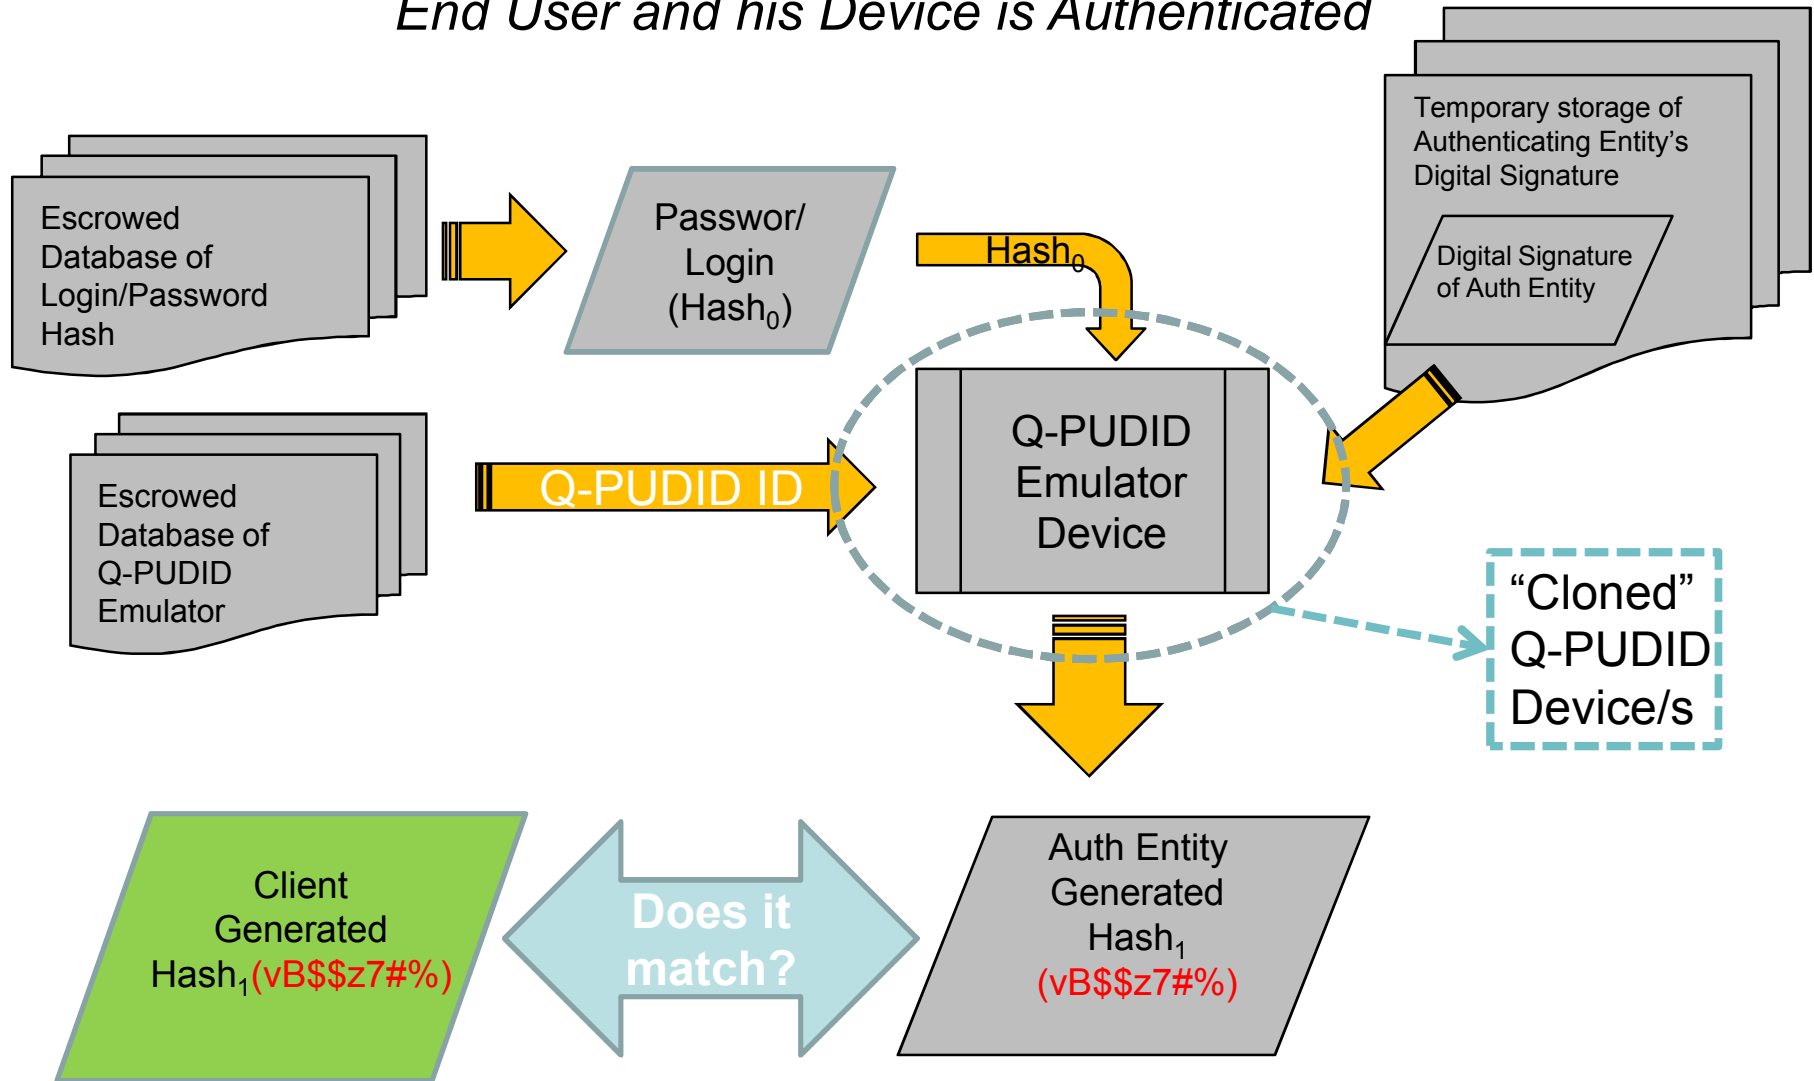 End User and his Device is Authenticated
Temporary storage of
Authenticating Entity’s
Digital Signature
Digital Signature
of Auth Entity
Escrowed
Database of
Login/Password
Hash
Passwor/
Login
(Hash₀)
Hash₀
Escrowed
Database of
Q-PUDID
Emulator
Q-PUDID ID
Q-PUDID
Emulator
Device
“Cloned”
Q-PUDID
Device/s
Client
Generated
Hash₁(vB$$z7#%)
Does it
match?
Auth Entity
Generated
Hash₁
(vB$$z7#%)